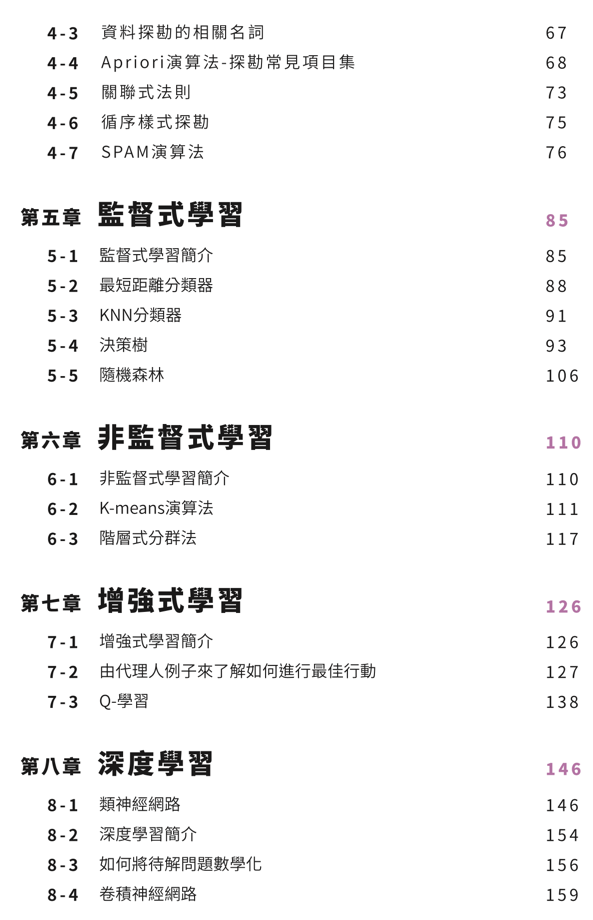 4-3 資料探勘的相關名詞 67
4-4 Apriori演算法-探勘常見項目集 68
4-5 關聯式法則 73
4-6 循序樣式探勘 75
4-7 SPAM演算法 76
第五章 監督式學習 85
5-1 監督式學習簡介 85
5-2 最短距離分類器 88
5-3 KNN分類器 91
5-4 決策樹 93
5-5 隨機森林 106
第六章 非監督式學習 110
6-1 非監督式學習簡介 110
6-2 K-means演算法 111
6-3 階層式分群法 117
第七章 增強式學習 126
7-1 增強式學習簡介 126
7-2 由代理人例子來了解如何進行最佳行動 127
7-3 Q-學習 138
第八章 深度學習 146
8-1 類神經網路 146
8-2 深度學習簡介 154
8-3 如何將待解問題數學化 156
8-4 卷積神經網路 159